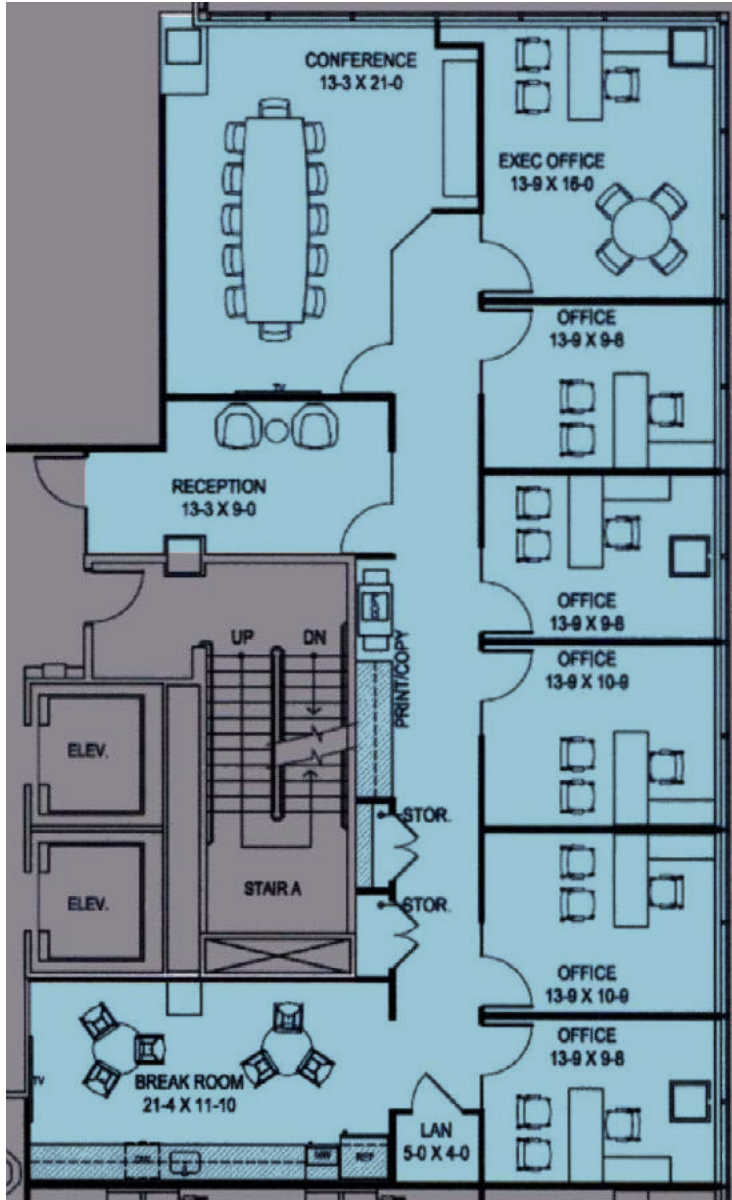 CONFERENCE
13-3 X 21-0
EXEC OFFICE
13-9 X 16-0
OFFICE
13-9 X 9-8
TV
RECEPTION
13-3 X 9-0
OFFICE
13-9 X 9-8
COPY
UP
DN
PRINT/COPY
OFFICE
13-9 X 10-9
ELEV.
STOR.
STAIR A
ELEV.
STOR.
OFFICE
13-9 X 10-9
OFFICE
13-9 X 9-8
TV
BREAK ROOM
21-4 X 11-10
LAN
5-0 X 4-0
MW
REF